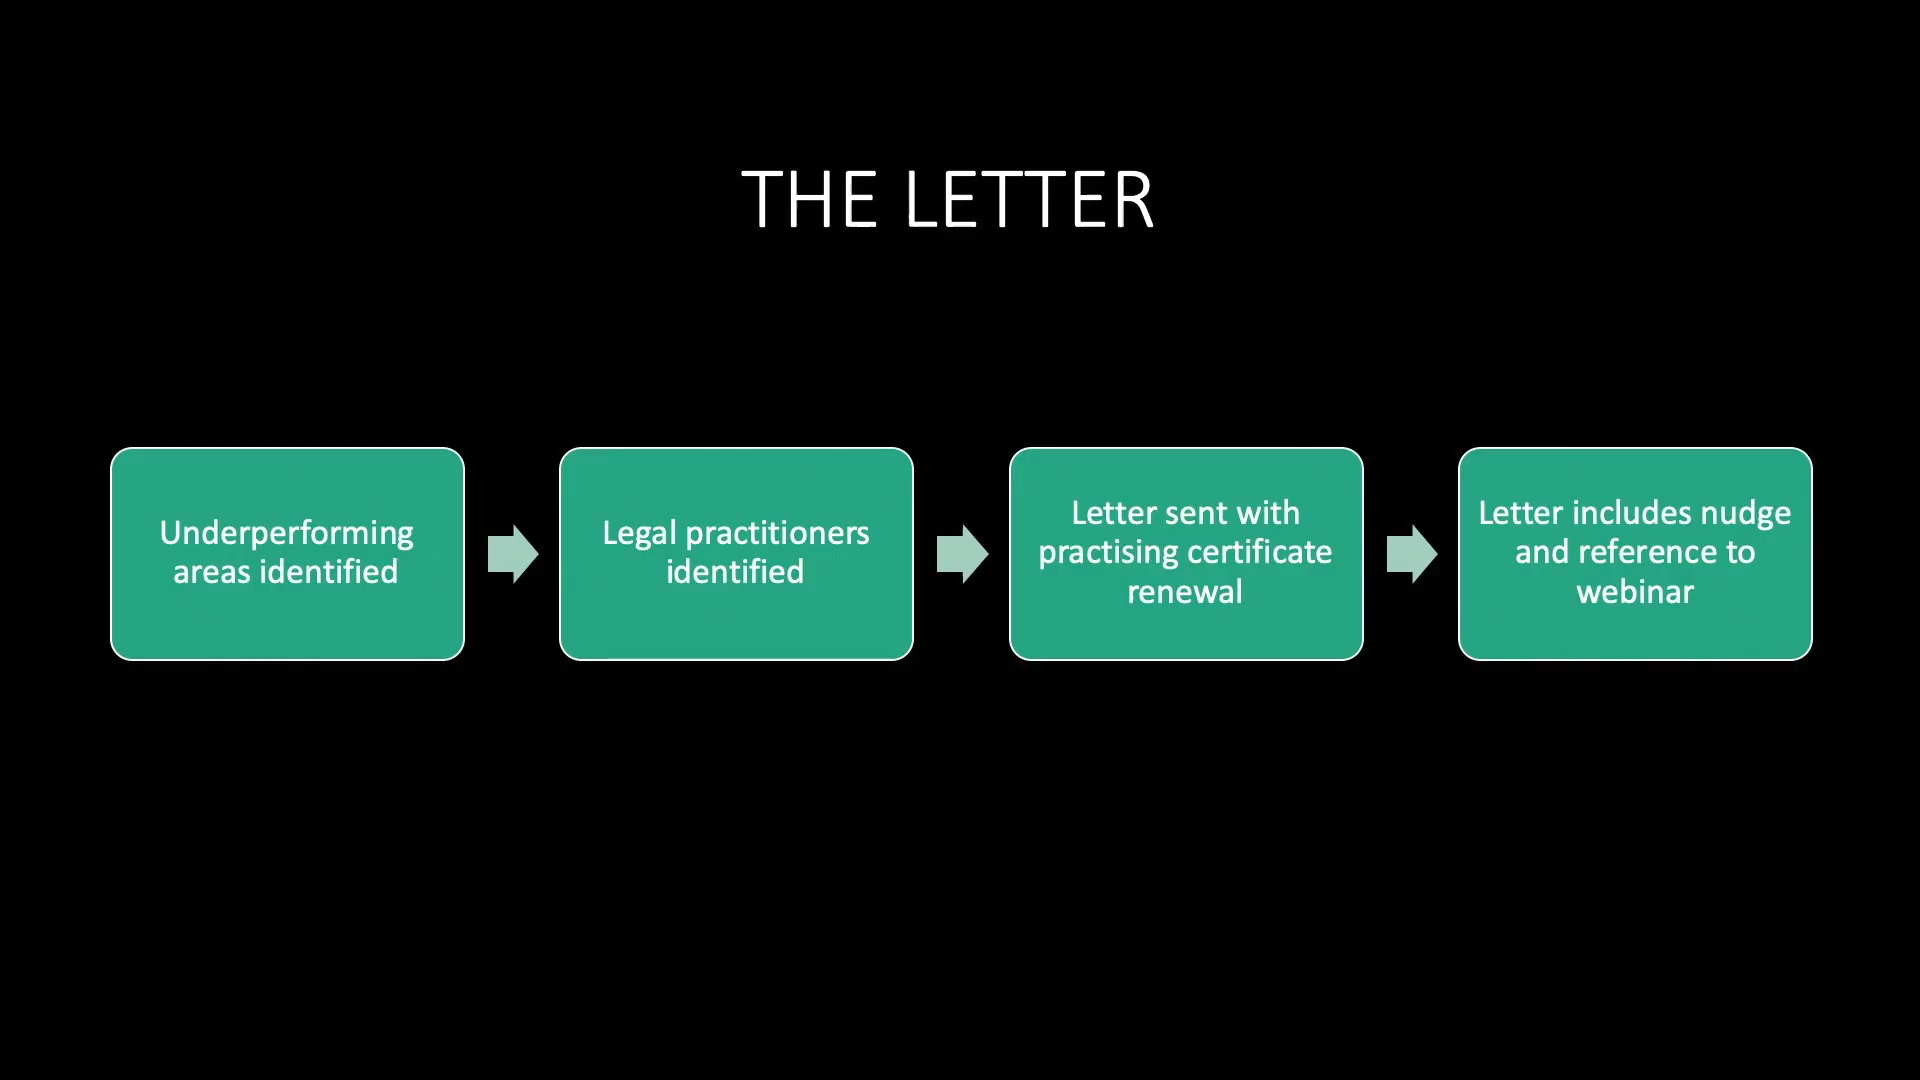 THE LETTER
Underperforming
areas identified
Legal practitioners
identified
Letter sent with
practising certificate
renewal
Letter includes nudge
and reference to
webinar